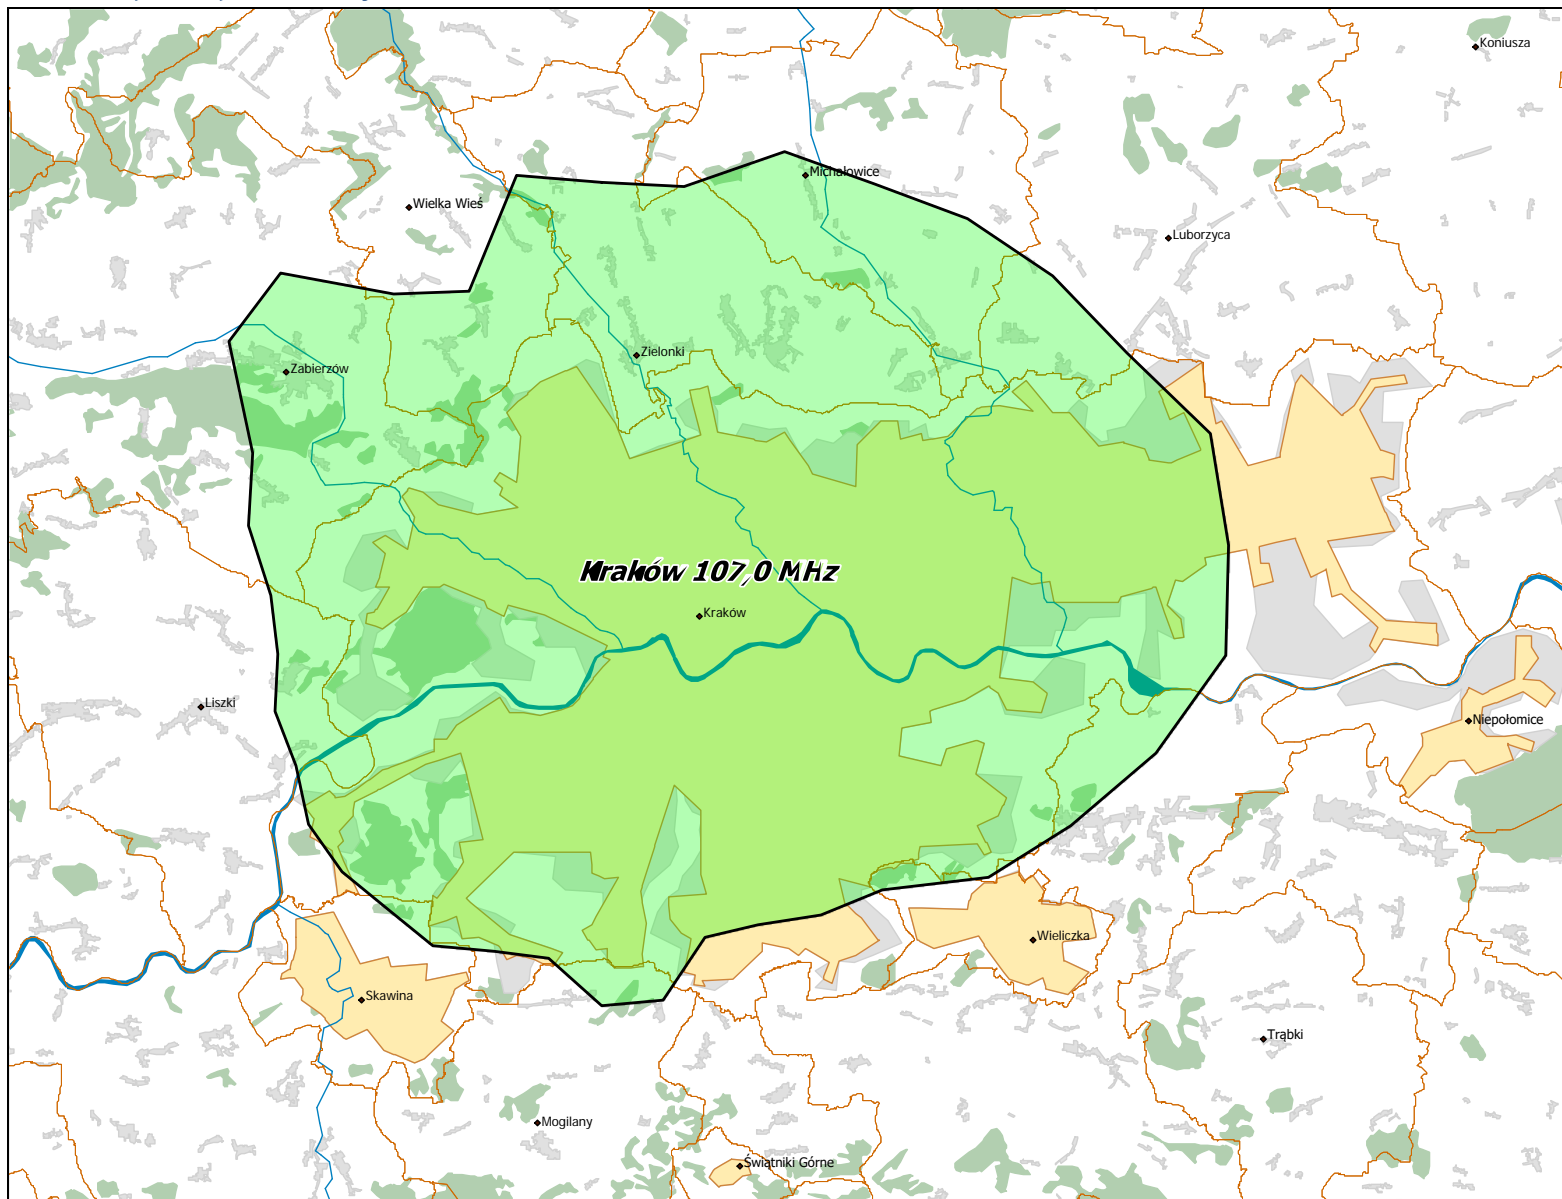 Koniusza
Michałowice
Wielka Wieś
Luborzyca
Zielonki
Zabierzów
Kraków 107,0 MHz
Kraków
Liszki
Niepołomice
Wieliczka
Skawina
Trąbki
Mogilany
Świątniki Górne